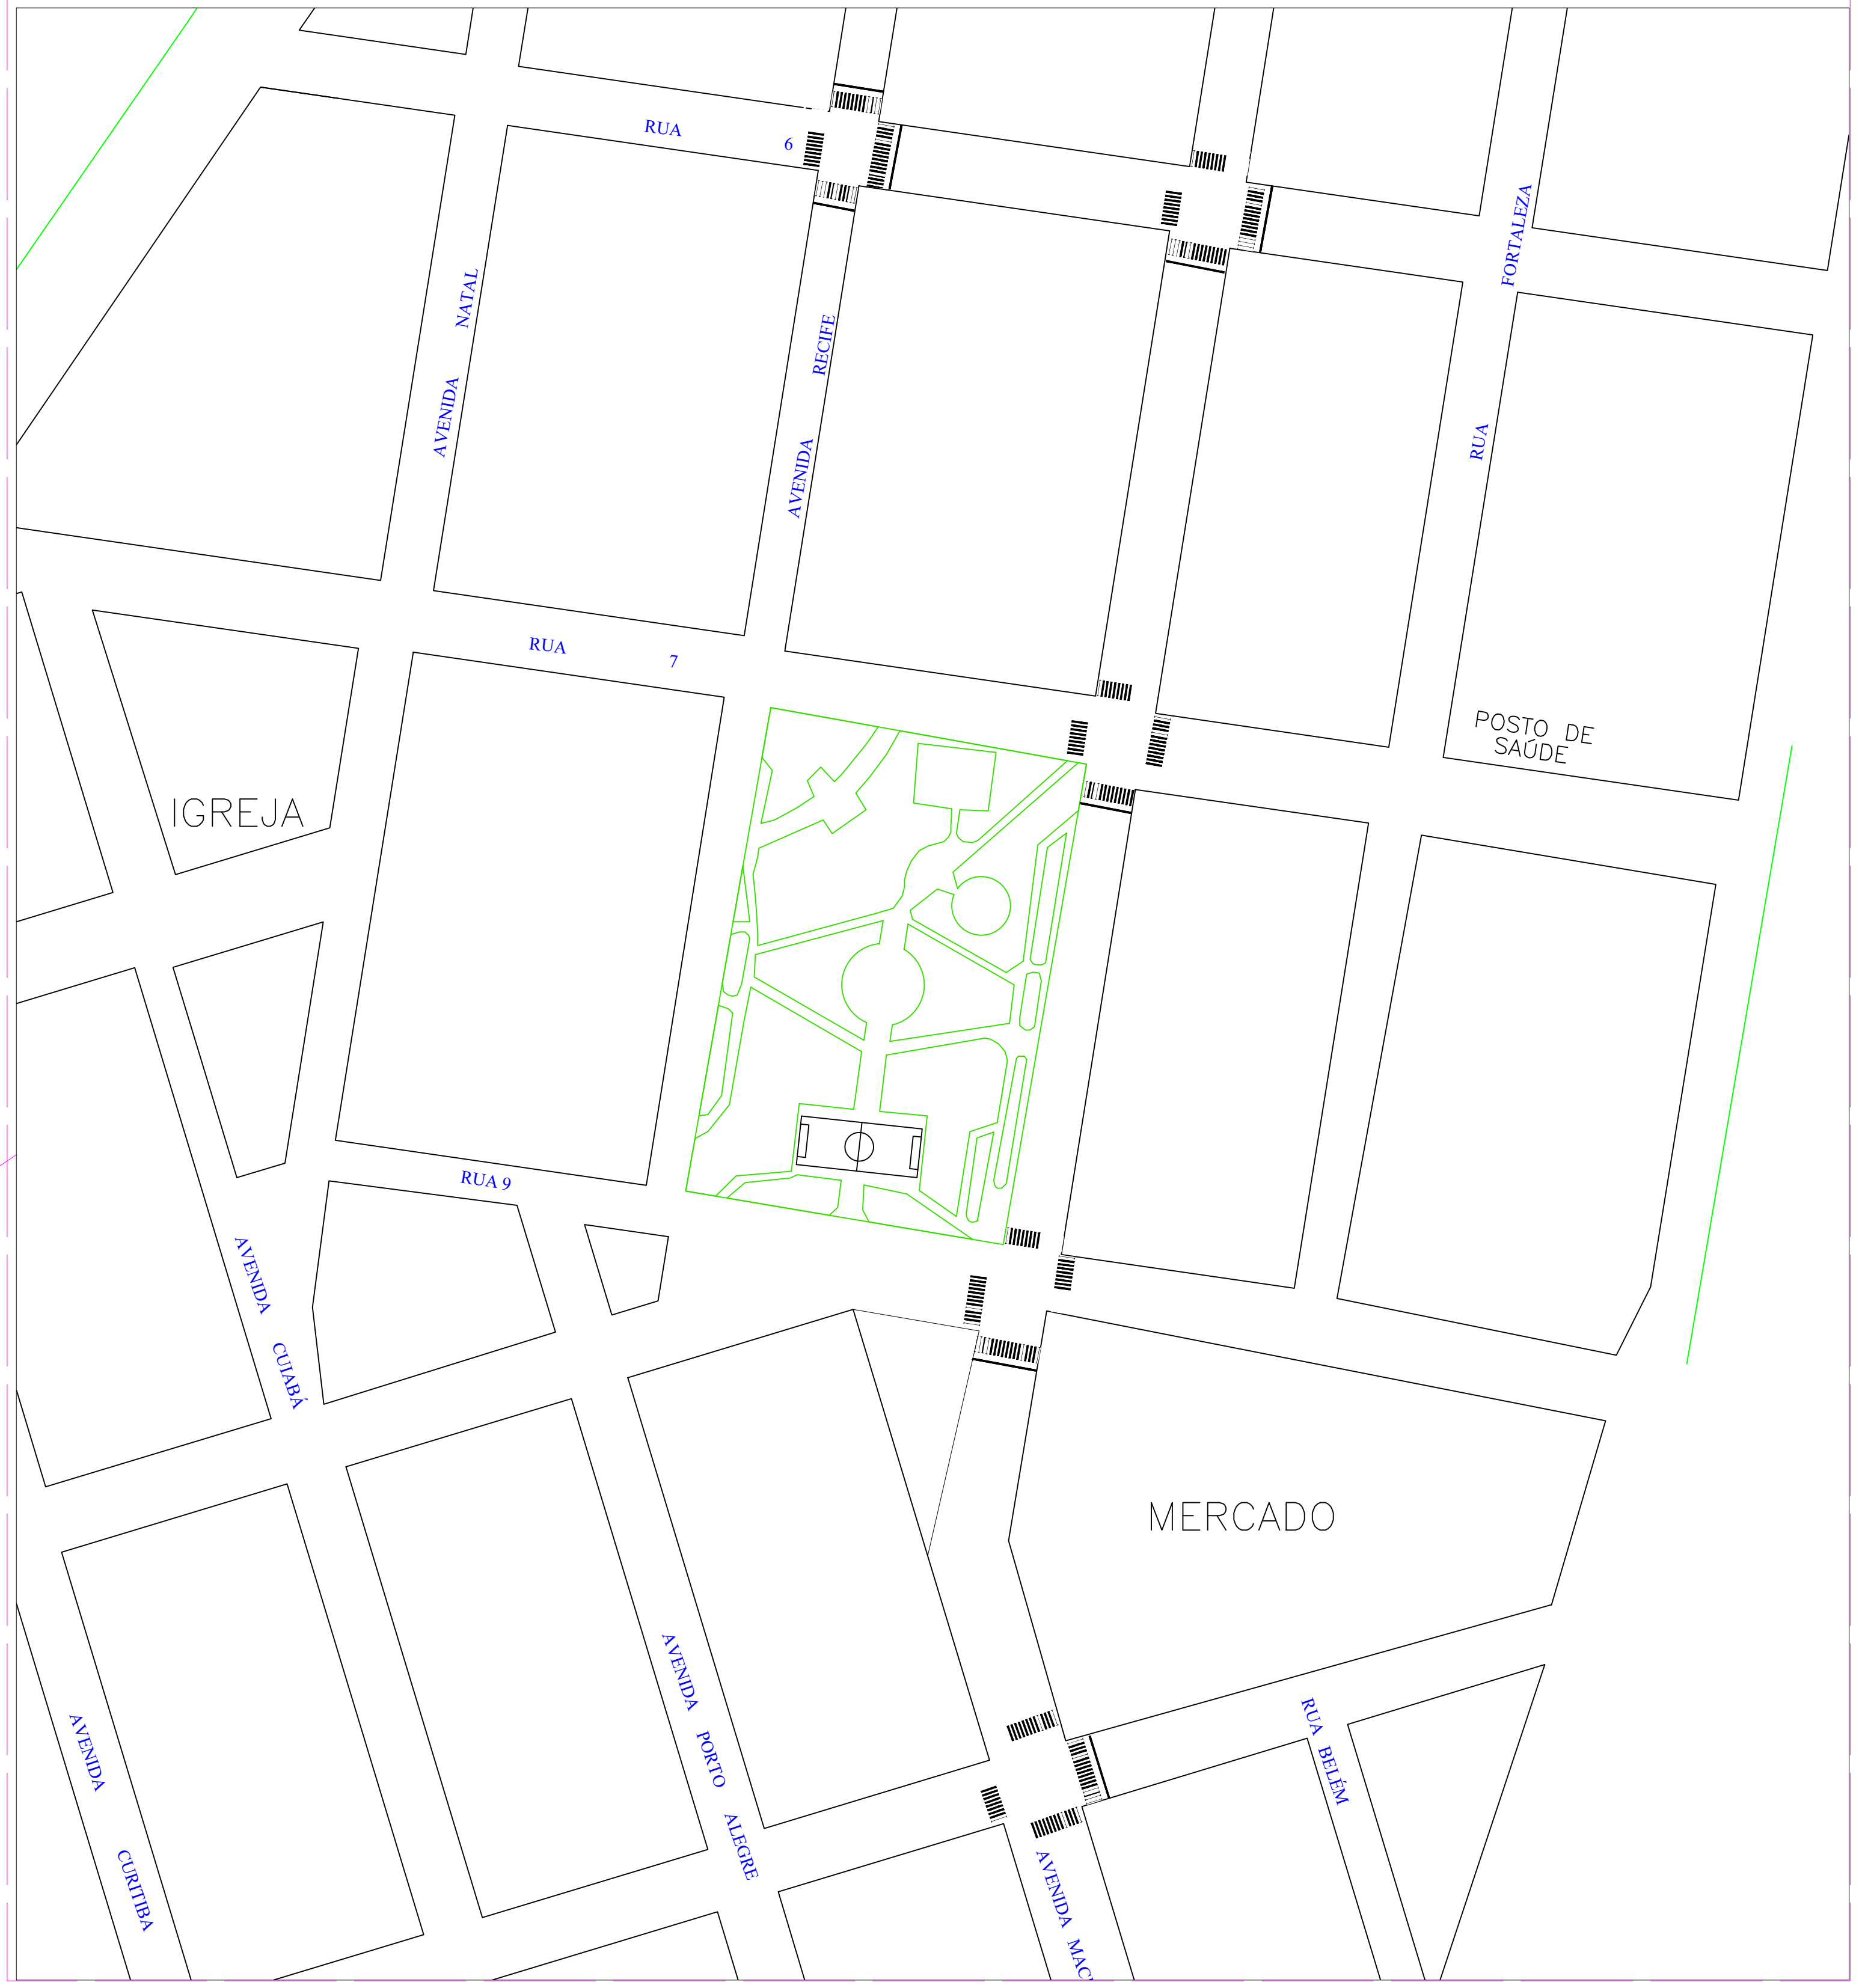 RUA 6
FORTALEZA
RUA
NATAL
AVENIDA
RECIFE
AVENIDA
RUA 7
POSTO DE
SAÚDE
IGREJA
RUA 9
AVENIDA CUIABÁ
MERCADO
AVENIDA PORTO ALEGRE
RUA BELÉM
AVENIDA CURITIBA
AVENIDA